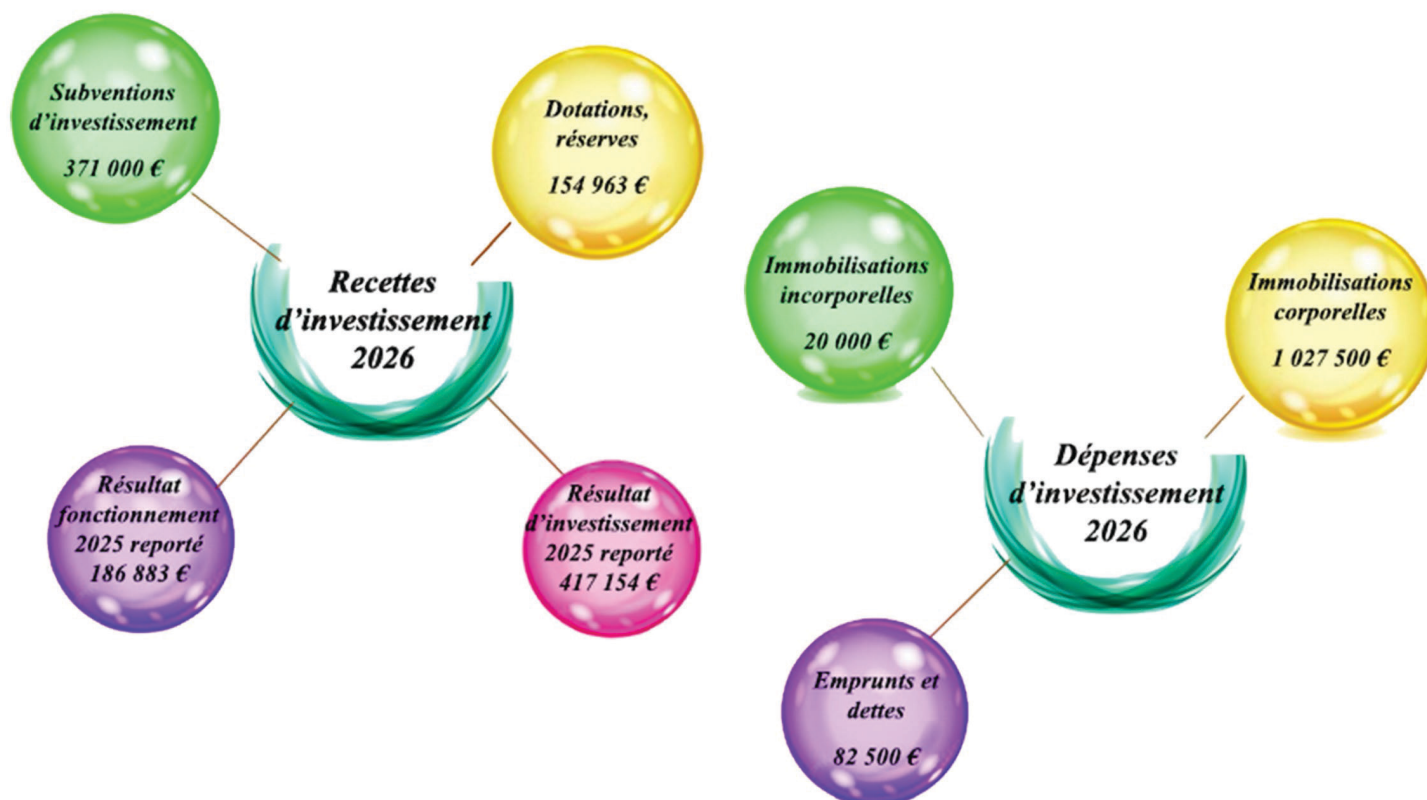 Subventions
d'investissement
371 000 €
Dotations,
réserves
154 963 €
Recettes
d'investissement
2026
Résultat
fonctionnement
2025 reporté
186 883 €
Résultat
d'investissement
2025 reporté
417 154 €
Immobilisations
incorporelles
20 000 €
Immobilisations
corporelles
1 027 500 €
Dépenses
d'investissement
2026
Emprunts et
dettes
82 500 €